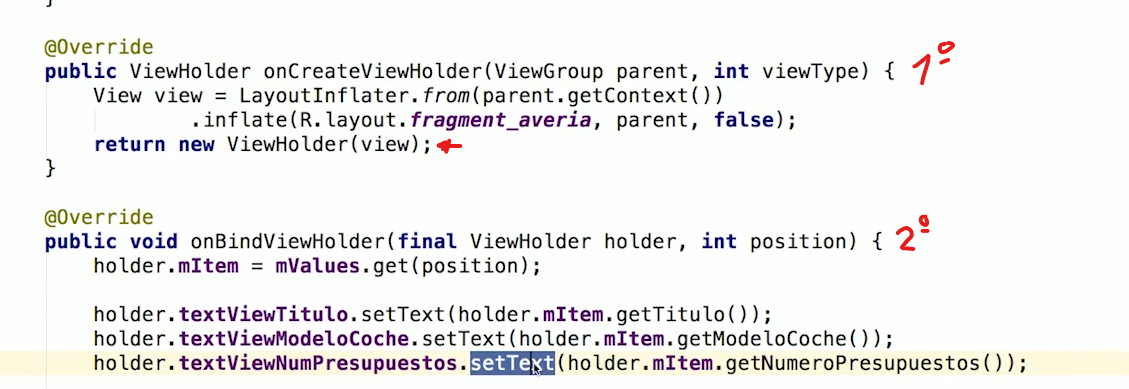 }
@Override
public ViewHolder onCreateViewHolder(ViewGroup parent, int viewType) { 1º
View view = LayoutInflater.from(parent.getContext())
.inflate(R.layout.fragment_averia, parent, false);
return new ViewHolder(view);
}
@Override
public void onBindViewHolder(final ViewHolder holder, int position) { 2º
holder.mItem = mValues.get(position);
holder.textViewTitulo.setText(holder.mItem.getTitulo());
holder.textViewModeloCoche.setText(holder.mItem.getModeloCoche());
holder.textViewNumPresupuestos.setText(holder.mItem.getNumeroPresupuestos());